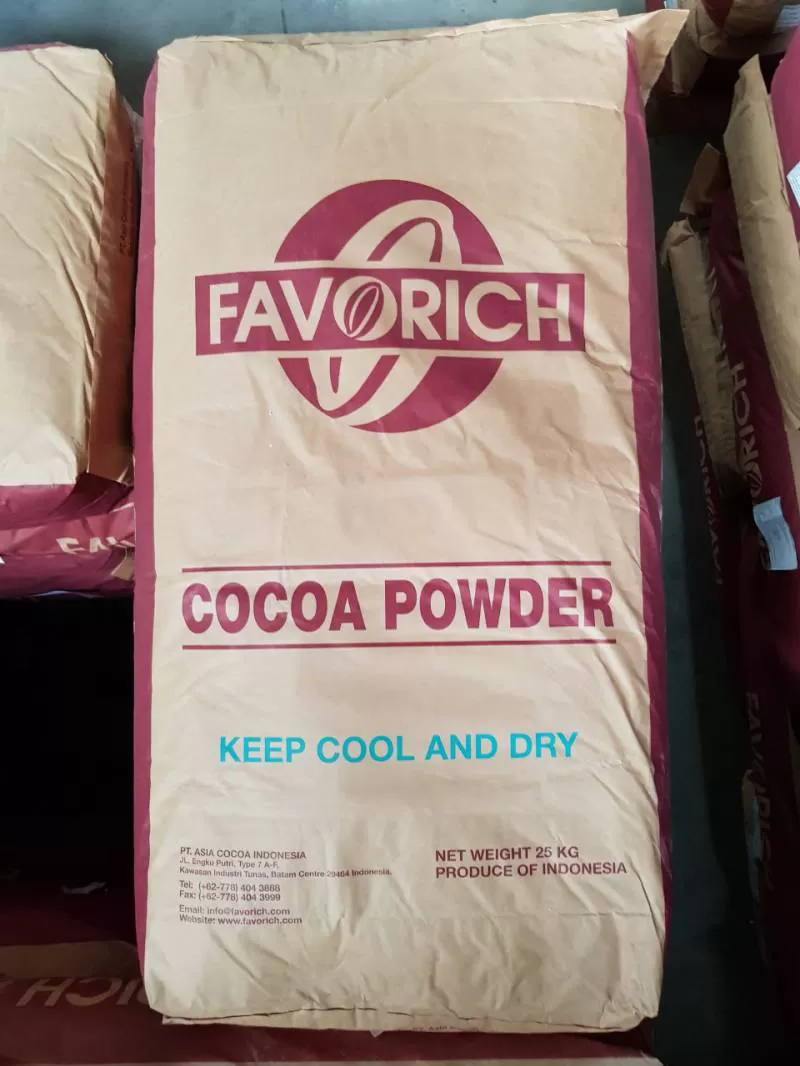 FAVORICH
COCOA POWDER
KEEP COOL AND DRY
PT. ASIA COCOA INDONESIA
JL. Engku Putri, Type 7 A-F,
Kawasan Industri Tunas, Batam Centre 29464 Indonesia.
Tel: (+62-778) 404 3868
Fax: (+62-778) 404 3999
Email: info@favorich.com
Website: www.favorich.com
NET WEIGHT 25 KG
PRODUCE OF INDONESIA